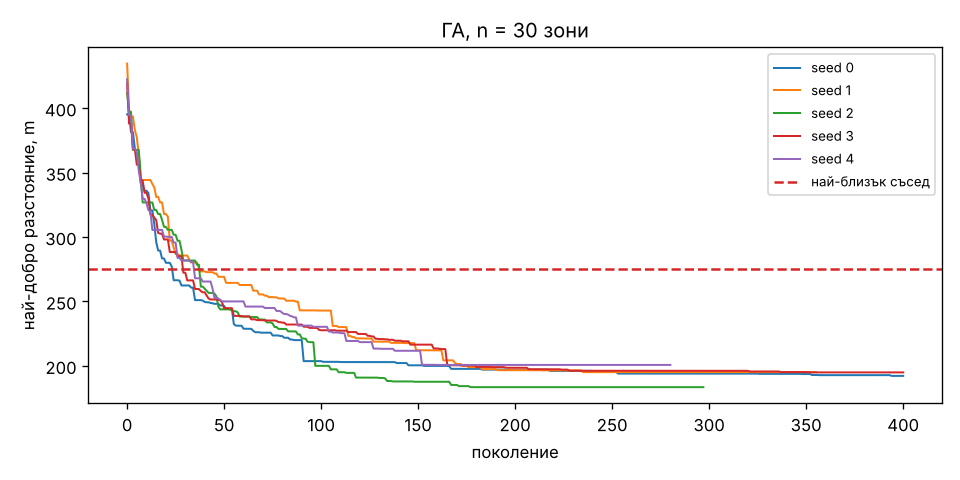 ГА, n = 30 зони
най-добро разстояние, m
400
350
300
250
200
seed 0
seed 1
seed 2
seed 3
seed 4
най-близък съсед
0 50 100 150 200 250 300 350 400
поколение